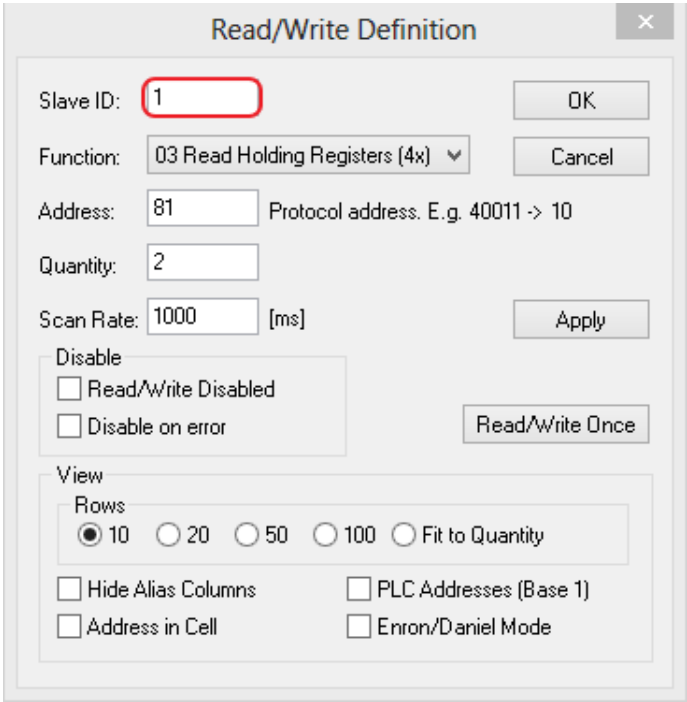 Read/Write Definition
×
Slave ID: 1 OK
Function: 03 Read Holding Registers (4x) Cancel
Address: 81 Protocol address. E.g. 40011 -> 10
Quantity: 2
Scan Rate: 1000 [ms] Apply
Disable
Read/Write Disabled
Disable on error Read/Write Once
View
Rows
10 20 50 100 Fit to Quantity
Hide Alias Columns PLC Addresses (Base 1)
Address in Cell Enron/Daniel Mode